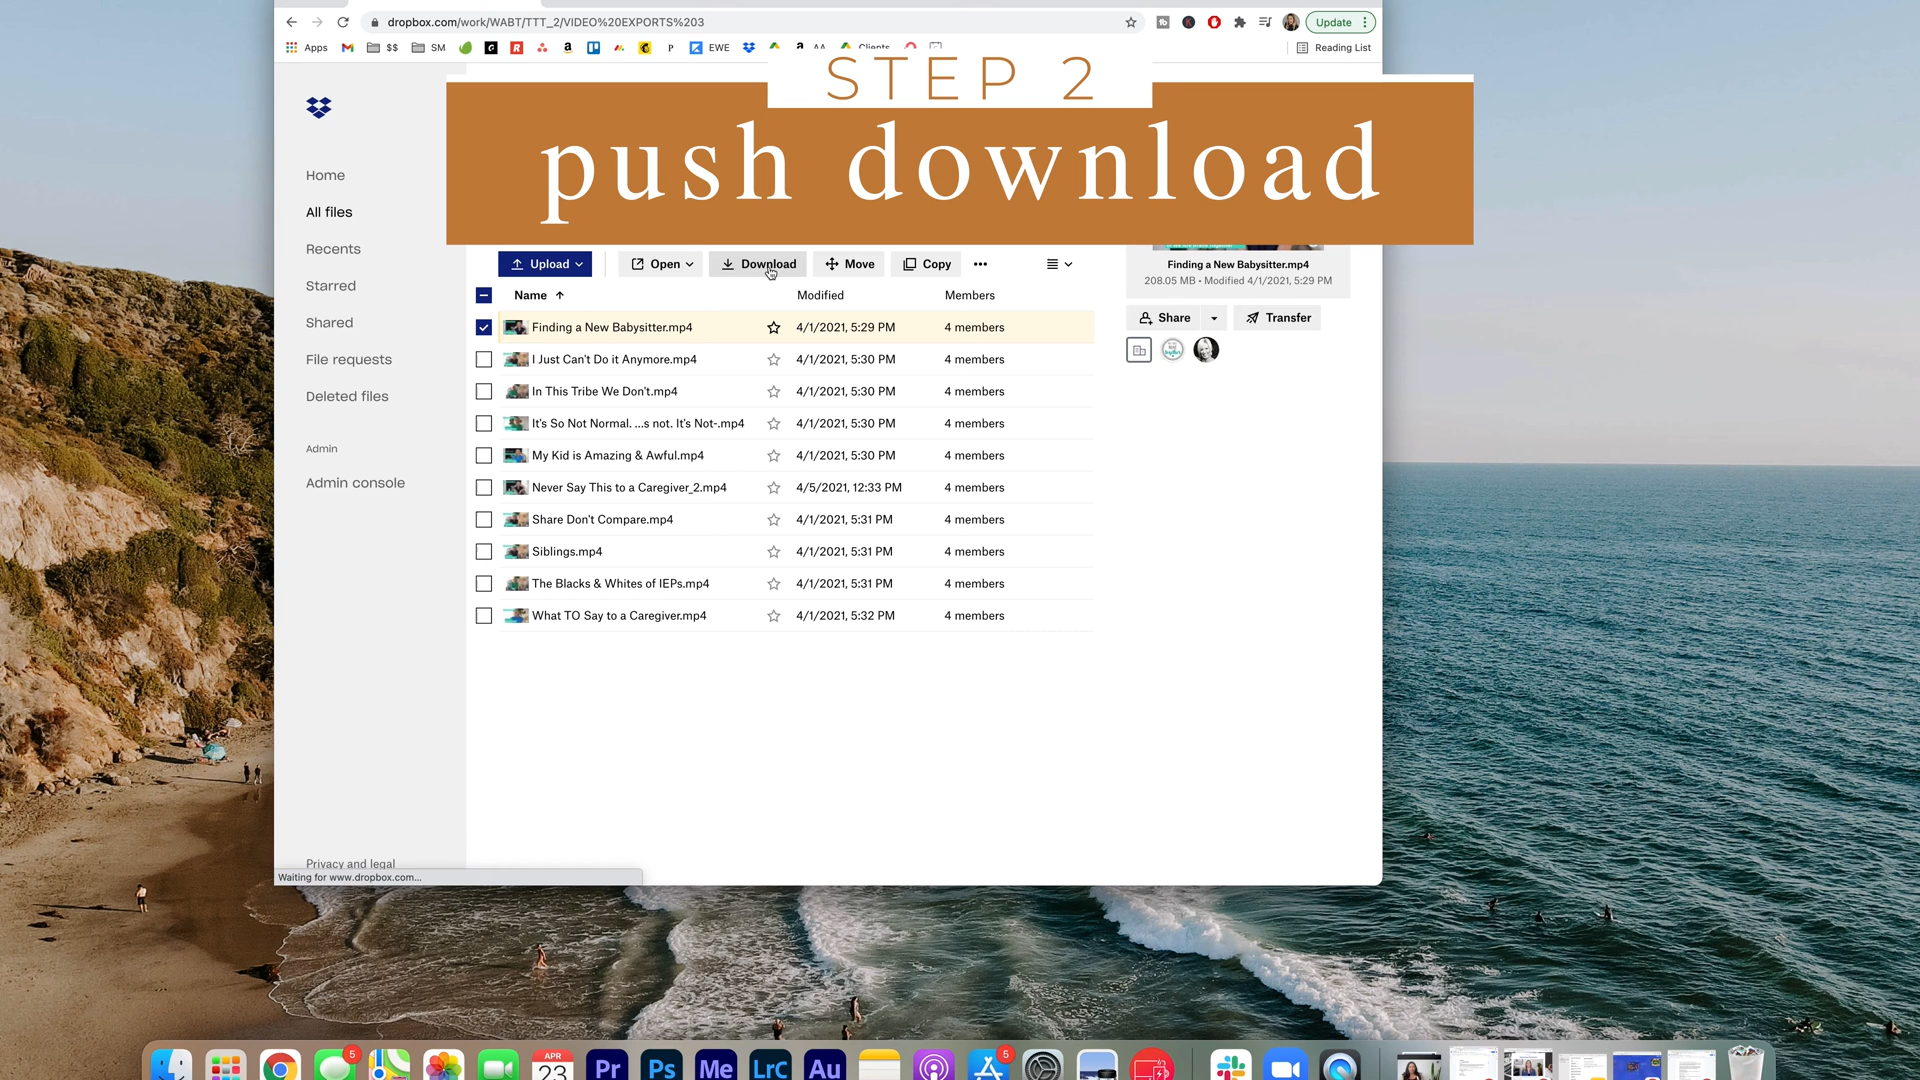 dropbox.com/work/WABT/TTT_2/VIDEO%20EXPORTS%203
Update
Apps
$$
SM
EWE
Clients
Reading List
STEP 2
push download
Home
All files
Recents
Starred
Shared
File requests
Deleted files
Admin
Admin console
Privacy and legal
Waiting for www.dropbox.com...
Upload
Open
Download
Move
Copy
Name
Modified
Members
Finding a New Babysitter.mp4 4/1/2021, 5:29 PM 4 members
I Just Can't Do it Anymore.mp4 4/1/2021, 5:30 PM 4 members
In This Tribe We Don't.mp4 4/1/2021, 5:30 PM 4 members
It's So Not Normal. ...s not. It's Not-.mp4 4/1/2021, 5:30 PM 4 members
My Kid is Amazing & Awful.mp4 4/1/2021, 5:30 PM 4 members
Never Say This to a Caregiver_2.mp4 4/5/2021, 12:33 PM 4 members
Share Don't Compare.mp4 4/1/2021, 5:31 PM 4 members
Siblings.mp4 4/1/2021, 5:31 PM 4 members
The Blacks & Whites of IEPs.mp4 4/1/2021, 5:31 PM 4 members
What TO Say to a Caregiver.mp4 4/1/2021, 5:32 PM 4 members
Finding a New Babysitter.mp4
208.05 MB • Modified 4/1/2021, 5:29 PM
Share
Transfer
5
APR
23
Pr
Ps
Me
LrC
Au
5